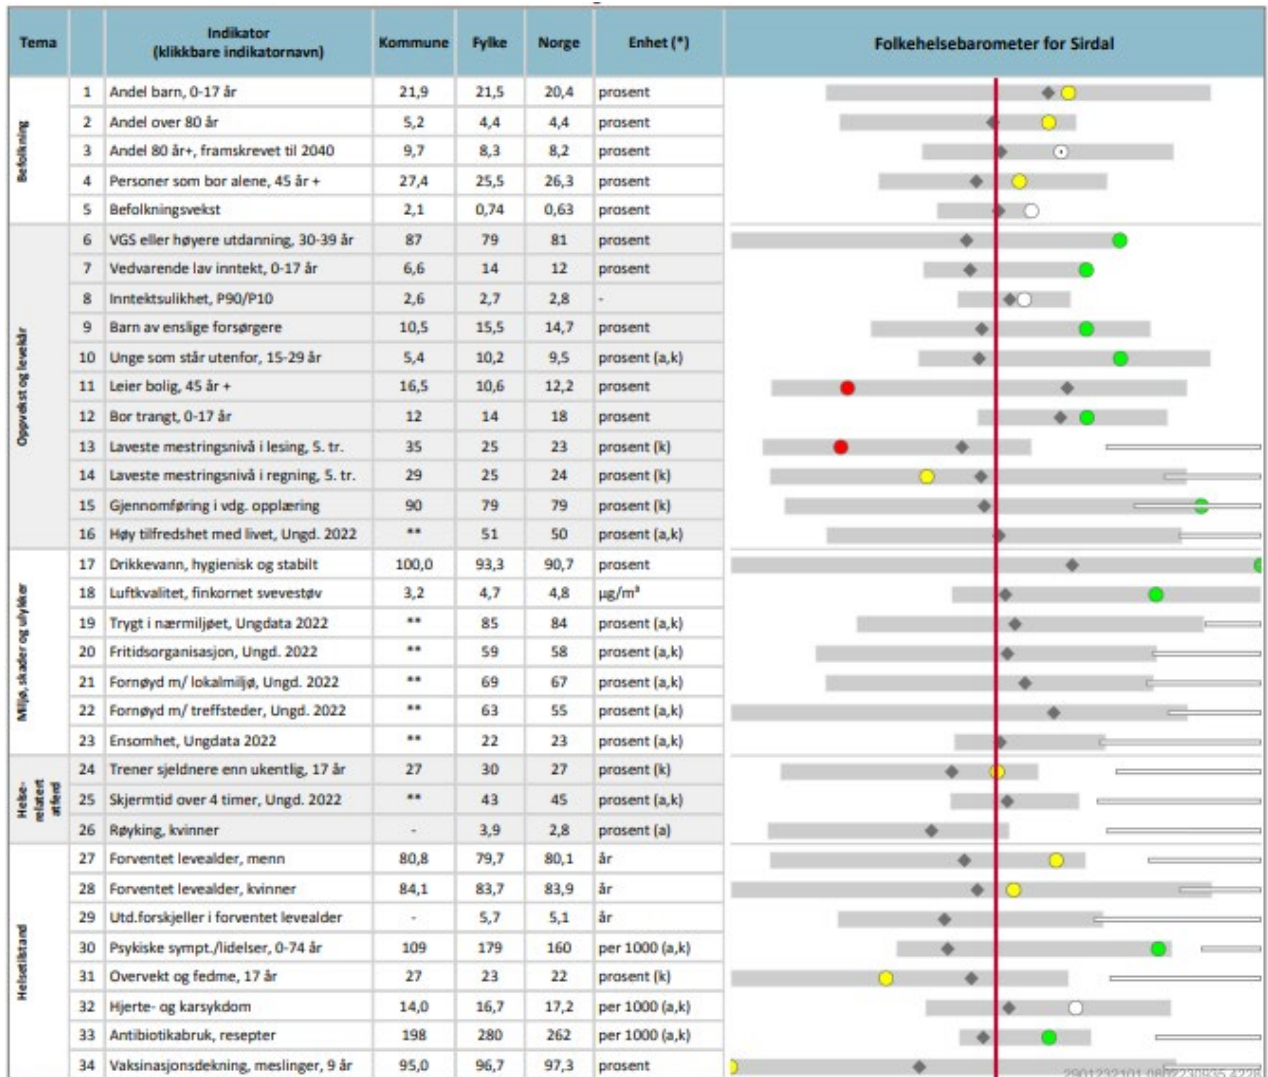 Tema Indikator (klikkbare indikatornavn) Kommune Fylke Norge Enhet (*) Folkehelsebarometer for Sirdal
Befolkning
1 Andel barn, 0-17 år 21,9 21,5 20,4 prosent
2 Andel over 80 år 5,2 4,4 4,4 prosent
3 Andel 80 år+, framskrevet til 2040 9,7 8,3 8,2 prosent
4 Personer som bor alene, 45 år + 27,4 25,5 26,3 prosent
5 Befolkningsvekst 2,1 0,74 0,63 prosent
Oppvekst og levekår
6 VGS eller høyere utdanning, 30-39 år 87 79 81 prosent
7 Vedvarende lav inntekt, 0-17 år 6,6 14 12 prosent
8 Inntektsulikhet, P90/P10 2,6 2,7 2,8 -
9 Barn av enslige forsørgere 10,5 15,5 14,7 prosent
10 Unge som står utenfor, 15-29 år 5,4 10,2 9,5 prosent (a,k)
11 Leier bolig, 45 år + 16,5 10,6 12,2 prosent
12 Bor trangt, 0-17 år 12 14 18 prosent
13 Laveste mestringsnivå i lesing, 5. tr. 35 25 23 prosent (k)
14 Laveste mestringsnivå i regning, 5. tr. 29 25 24 prosent (k)
15 Gjennomføring i vdg. opplæring 90 79 79 prosent (k)
16 Høy tilfredshet med livet, Ungd. 2022 ** 51 50 prosent (a,k)
Miljø, skader og ulykker
17 Drikkevann, hygienisk og stabilt 100,0 93,3 90,7 prosent
18 Luftkvalitet, finkornet svevestøv 3,2 4,7 4,8 µg/m³
19 Trygt i nærmiljøet, Ungdata 2022 ** 85 84 prosent (a,k)
20 Fritidsorganisasjon, Ungd. 2022 ** 59 58 prosent (a,k)
21 Fornøyd m/ lokalmiljø, Ungd. 2022 ** 69 67 prosent (a,k)
22 Fornøyd m/ treffsteder, Ungd. 2022 ** 63 55 prosent (a,k)
23 Ensomhet, Ungdata 2022 ** 22 23 prosent (a,k)
Helse-
relatert
atferd
24 Trener sjeldnere enn ukentlig, 17 år 27 30 27 prosent (k)
25 Skjermtid over 4 timer, Ungd. 2022 ** 43 45 prosent (a,k)
26 Røyking, kvinner - 3,9 2,8 prosent (a)
Helsetilstand
27 Forventet levealder, menn 80,8 79,7 80,1 år
28 Forventet levealder, kvinner 84,1 83,7 83,9 år
29 Utd.forskjeller i forventet levealder - 5,7 5,1 år
30 Psykiske sympt./lidelser, 0-74 år 109 179 160 per 1000 (a,k)
31 Overvekt og fedme, 17 år 27 23 22 prosent (k)
32 Hjerte- og karsykdom 14,0 16,7 17,2 per 1000 (a,k)
33 Antibiotikabruk, resepter 198 280 262 per 1000 (a,k)
34 Vaksinasjonsdekning, meslinger, 9 år 95,0 96,7 97,3 prosent